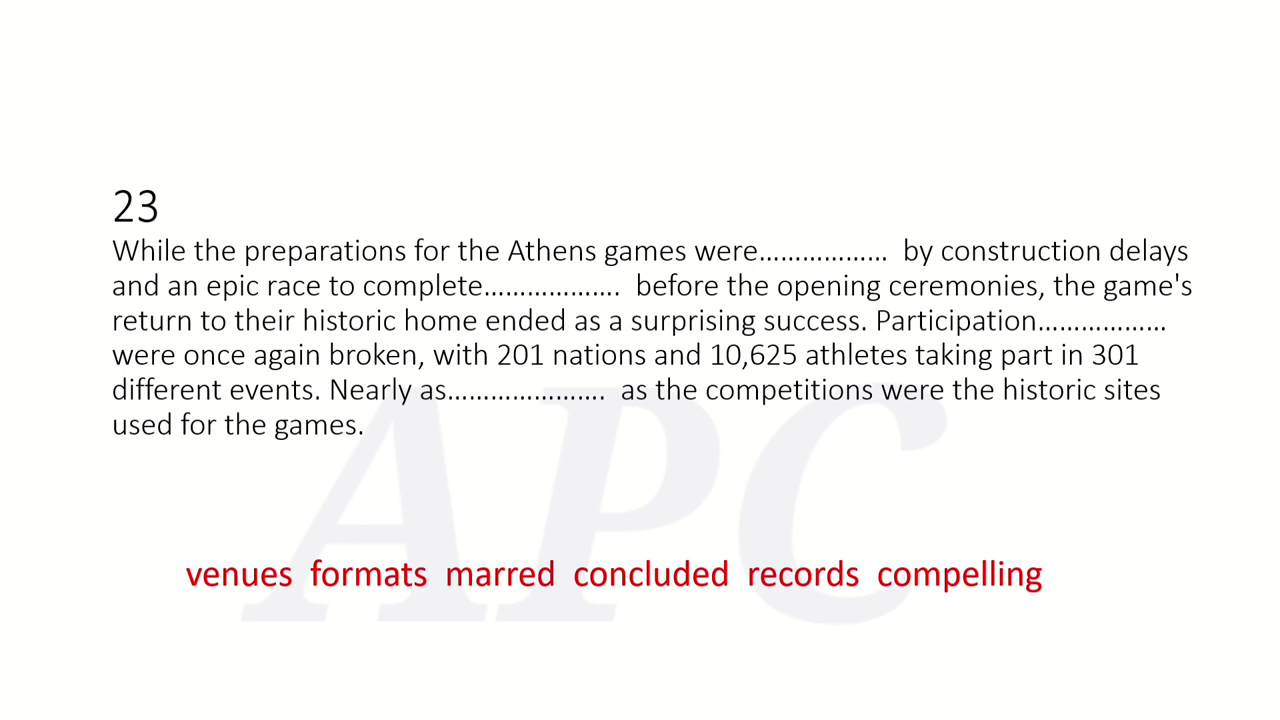 23
While the preparations for the Athens games were.................. by construction delays
and an epic race to complete................... before the opening ceremonies, the game's
return to their historic home ended as a surprising success. Participation..................
were once again broken, with 201 nations and 10,625 athletes taking part in 301
different events. Nearly as...................... as the competitions were the historic sites
used for the games.
APC
venues formats marred concluded records compelling